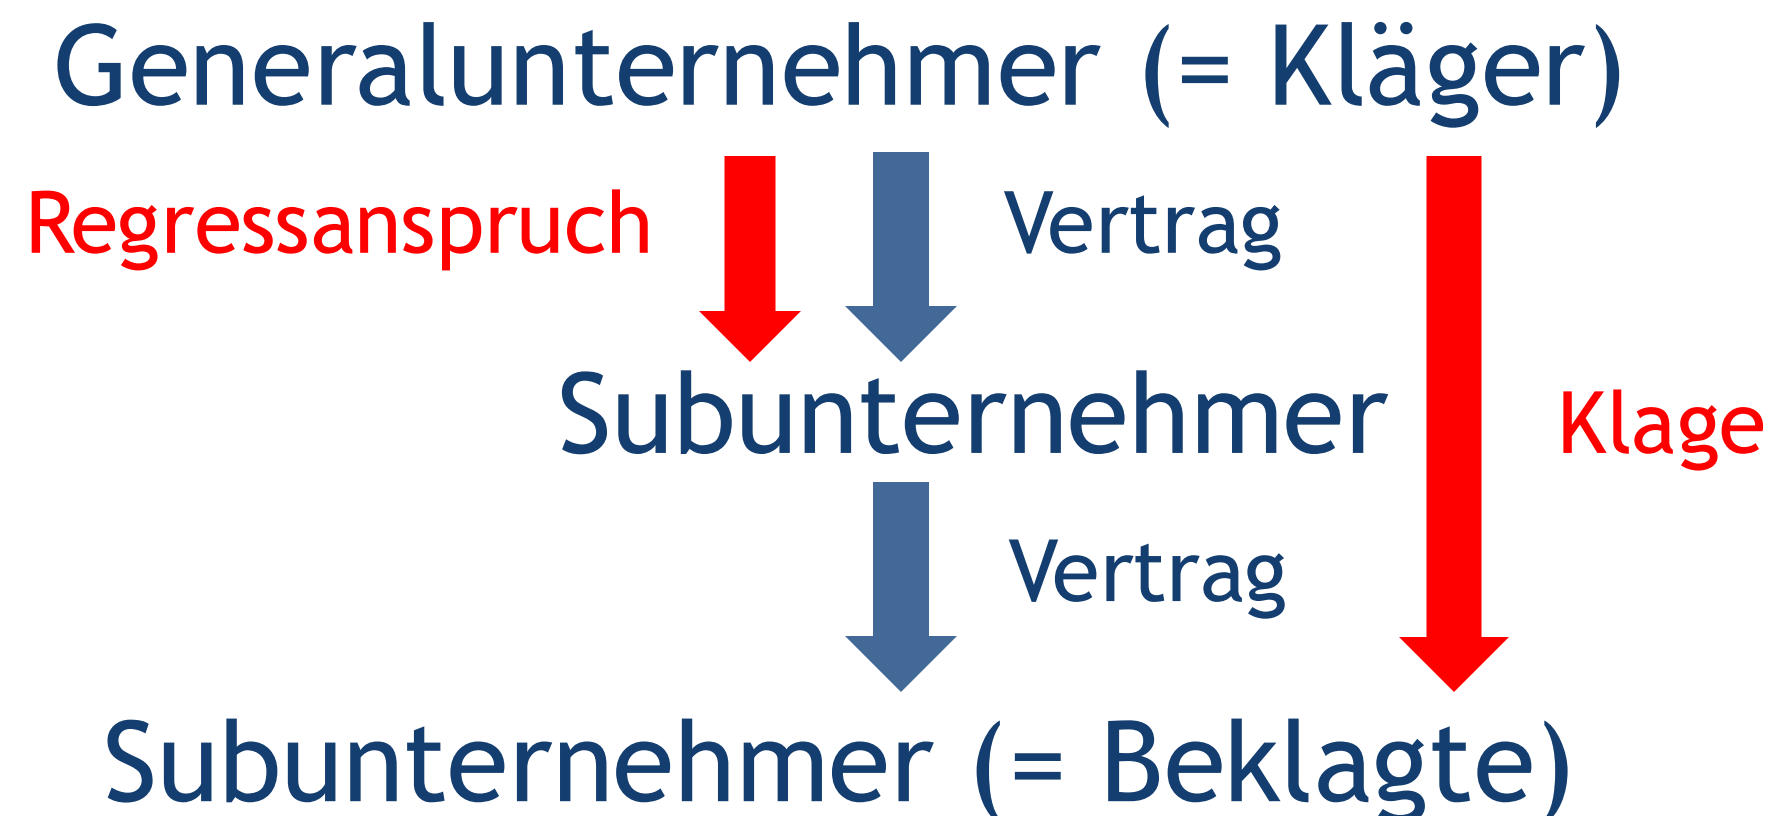 Generalunternehmer (= Kläger)
Regressanspruch
Vertrag
Subunternehmer
Klage
Vertrag
Subunternehmer (= Beklagte)